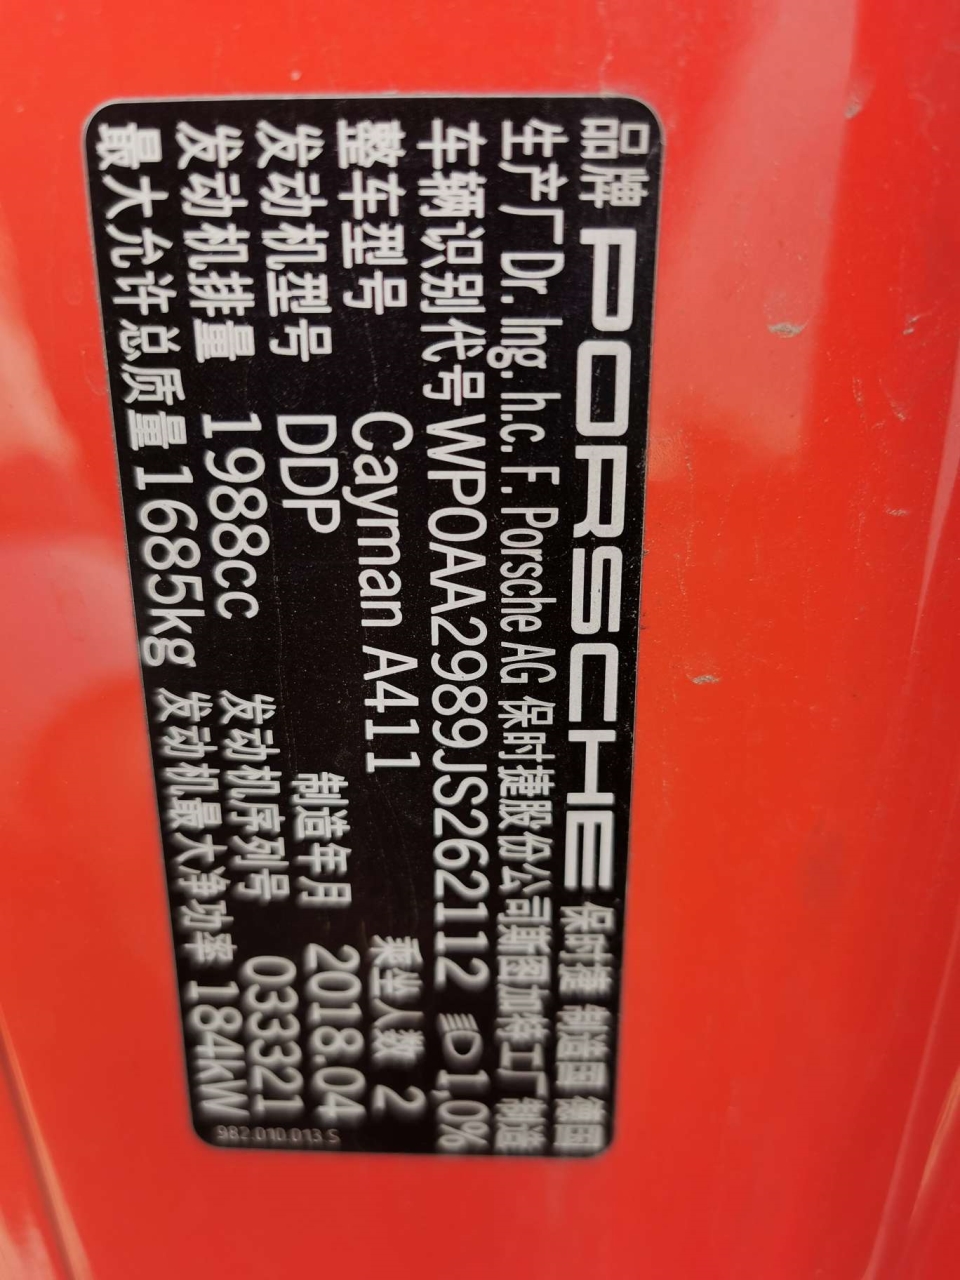 品牌 PORSCHE 保时捷 制造国 德国
生产厂 Dr. Ing. h.c. F. Porsche AG 保时捷股份公司斯图加特工厂 制造
车辆识别代号 WP0AA2989JS262112 1,0%
整车型号 Cayman A411 乘坐人数 2
发动机型号 DDP 制造年月 2018.04
发动机排量 1988cc 发动机序列号 033321
最大允许总质量 1685kg 发动机最大净功率 184kW
982.010.013 S